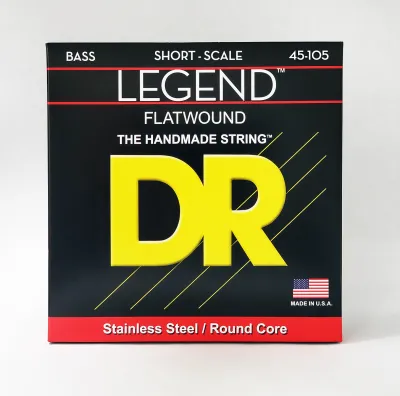 BASS SHORT - SCALE 45-105
LEGEND™
FLATWOUND
THE HANDMADE STRING™
DR
MADE IN U.S.A.
Stainless Steel / Round Core